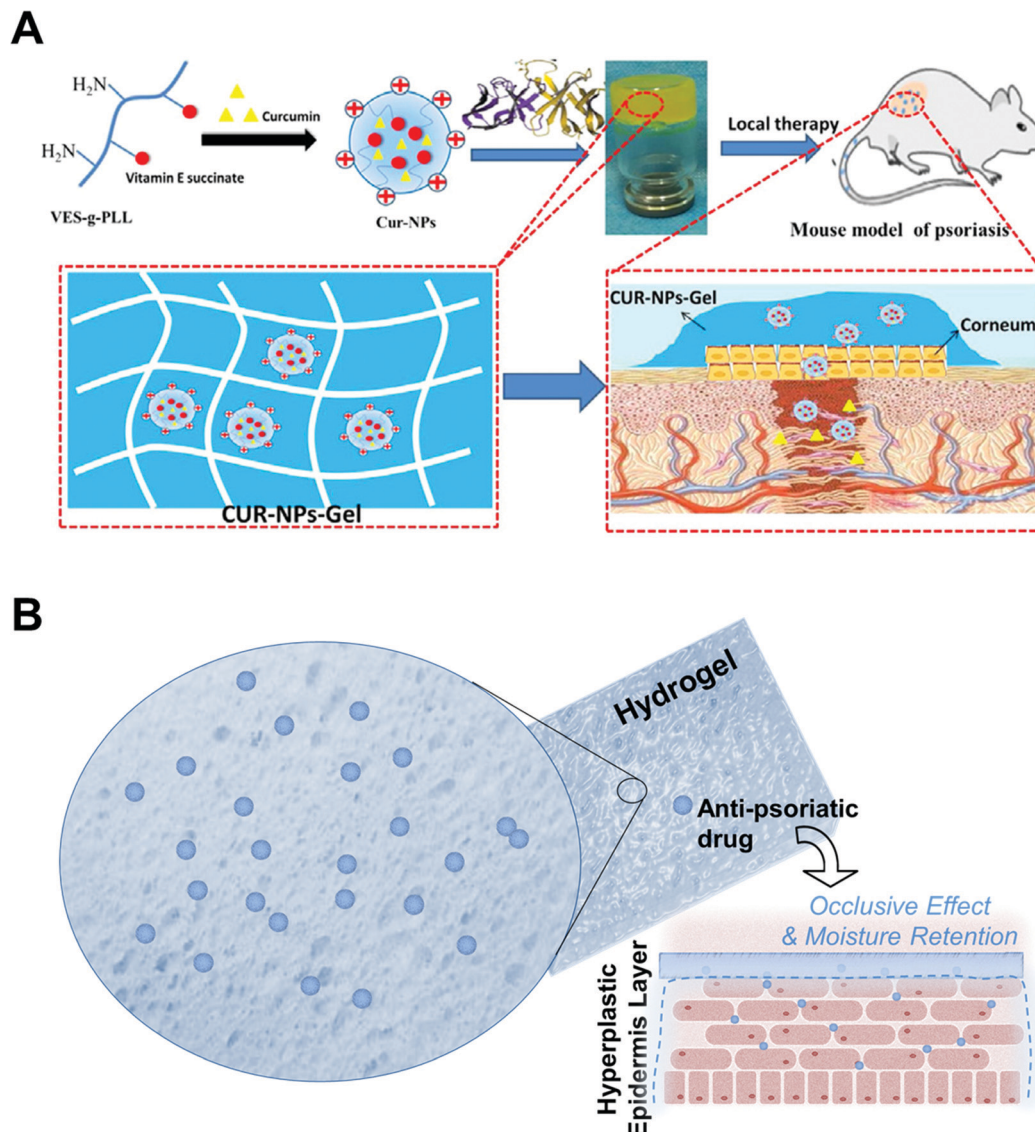 A
H₂N
H₂N
Curcumin
Vitamin E succinate
VES-g-PLL
Cur-NPs
Local therapy
Mouse model of psoriasis
CUR-NPs-Gel
CUR-NPs-Gel
Corneum
B
Hydrogel
Anti-psoriatic
drug
Occlusive Effect
& Moisture Retention
Hyperplastic
Epidermis Layer